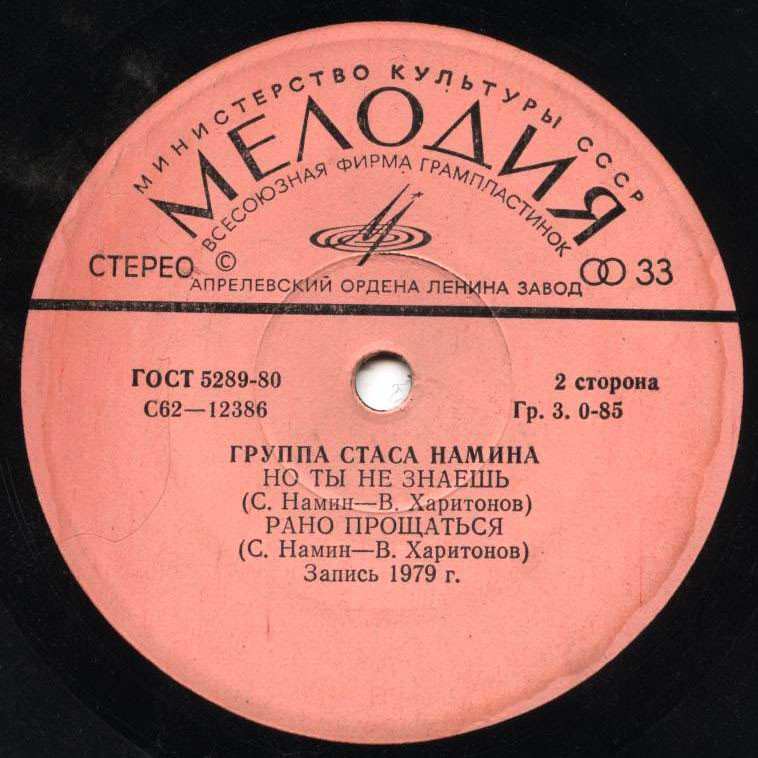 МИНИСТЕРСТВО КУЛЬТУРЫ СССР
МЕЛОДИЯ
ВСЕСОЮЗНАЯ ФИРМА ГРАМПЛАСТИНОК
СТЕРЕО © 33
АПРЕЛЕВСКИЙ ОРДЕНА ЛЕНИНА ЗАВОД
ГОСТ 5289-80 2 сторона
С62—12386 Гр. 3. 0-85
ГРУППА СТАСА НАМИНА
НО ТЫ НЕ ЗНАЕШЬ
(С. Намин—В. Харитонов)
РАНО ПРОЩАТЬСЯ
(С. Намин—В. Харитонов)
Запись 1979 г.